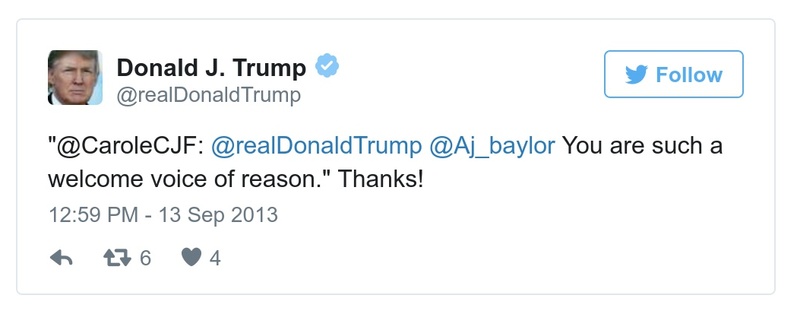 Donald J. Trump
@realDonaldTrump
Follow
"@CaroleCJF: @realDonaldTrump @Aj_baylor You are such a
welcome voice of reason." Thanks!
12:59 PM - 13 Sep 2013
6 4